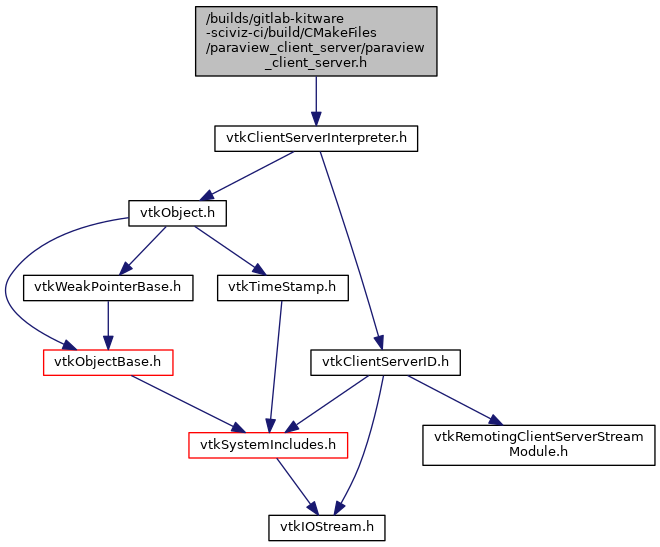 /builds/gitlab-kitware
-sciviz-ci/build/CMakeFiles
/paraview_client_server/paraview
_client_server.h
vtkClientServerInterpreter.h
vtkObject.h
vtkWeakPointerBase.h
vtkTimeStamp.h
vtkObjectBase.h
vtkClientServerID.h
vtkSystemIncludes.h
vtkRemotingClientServerStream
Module.h
vtkIOStream.h